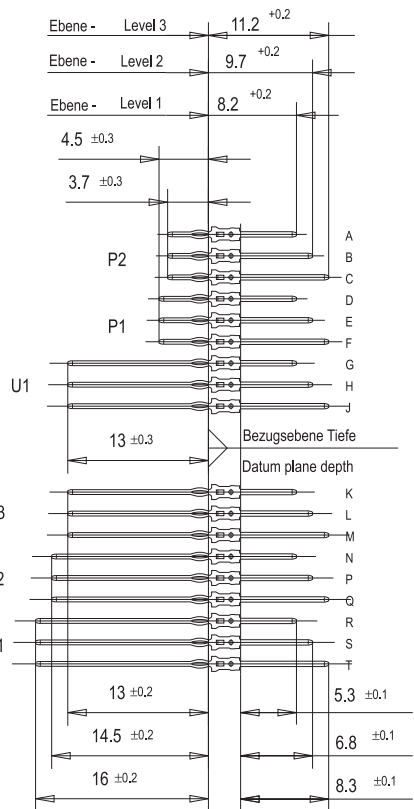 Ebene - Level 3 11.2 +0.2
Ebene - Level 2 9.7 +0.2
Ebene - Level 1 8.2 +0.2
4.5 ±0.3
3.7 ±0.3
A
P2 B
C
D
P1 E
F
G
U1 H
J
13 ±0.3 Bezugsebene Tiefe
Datum plane depth
K
3 L
M
N
2 P
Q
R
1 S
T
13 ±0.2 5.3 ±0.1
14.5 ±0.2 6.8 ±0.1
16 ±0.2 8.3 ±0.1